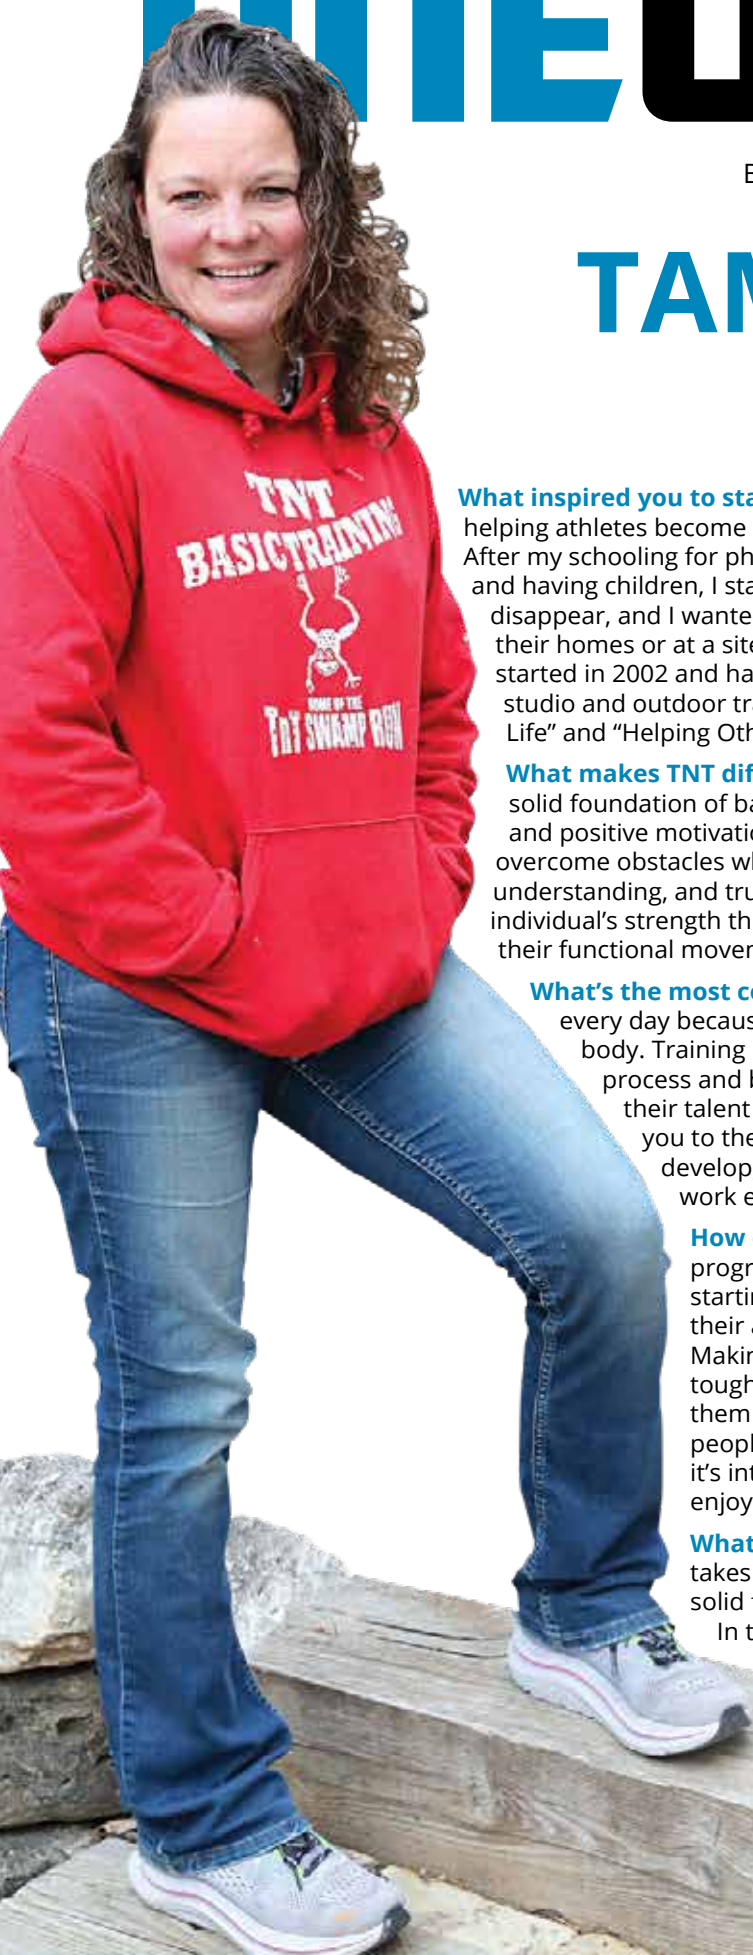 TAM
TNT
BASICTRAINING
HOME OF THE
TNT SWAMP RUN
What inspired you to sta
helping athletes become
After my schooling for ph
and having children, I sta
disappear, and I wante
their homes or at a site
started in 2002 and ha
studio and outdoor tra
Life” and “Helping Oth
What makes TNT diff
solid foundation of ba
and positive motivatio
overcome obstacles wh
understanding, and tru
individual’s strength th
their functional movem
What’s the most co
every day becaus
body. Training
process and b
their talent
you to the
develop
work e
How
progr
startin
their a
Makin
tough
them
peopl
it’s int
enjoy
What
takes
solid f
In t